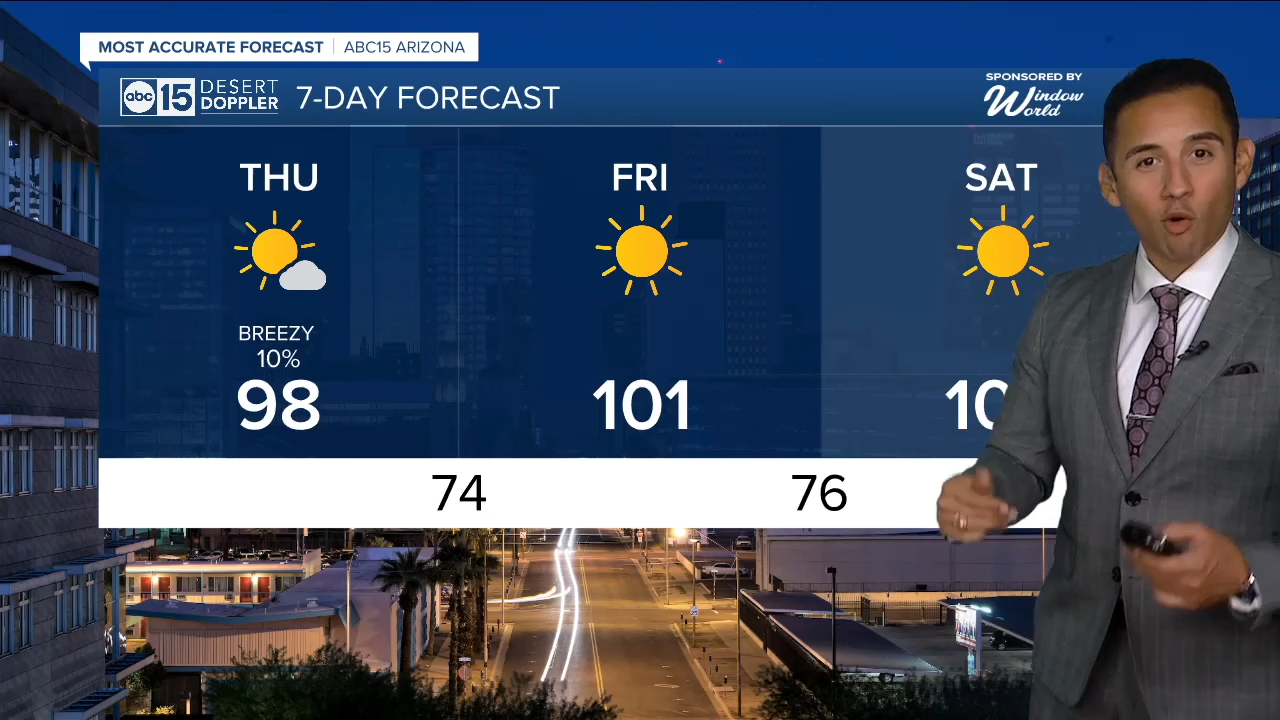 MOST ACCURATE FORECAST | ABC15 ARIZONA
abc 15 DESERT DOPPLER 7-DAY FORECAST
SPONSORED BY
Window World
THU FRI SAT
BREEZY
10%
98 101 10
74 76